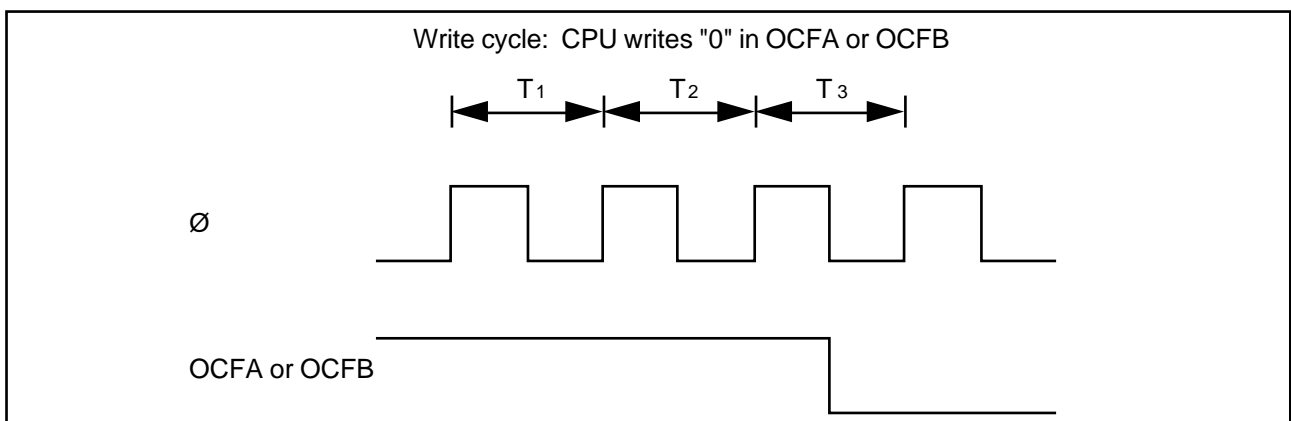 Write cycle: CPU writes "0" in OCFA or OCFB
T1 T2 T3
Ø
OCFA or OCFB